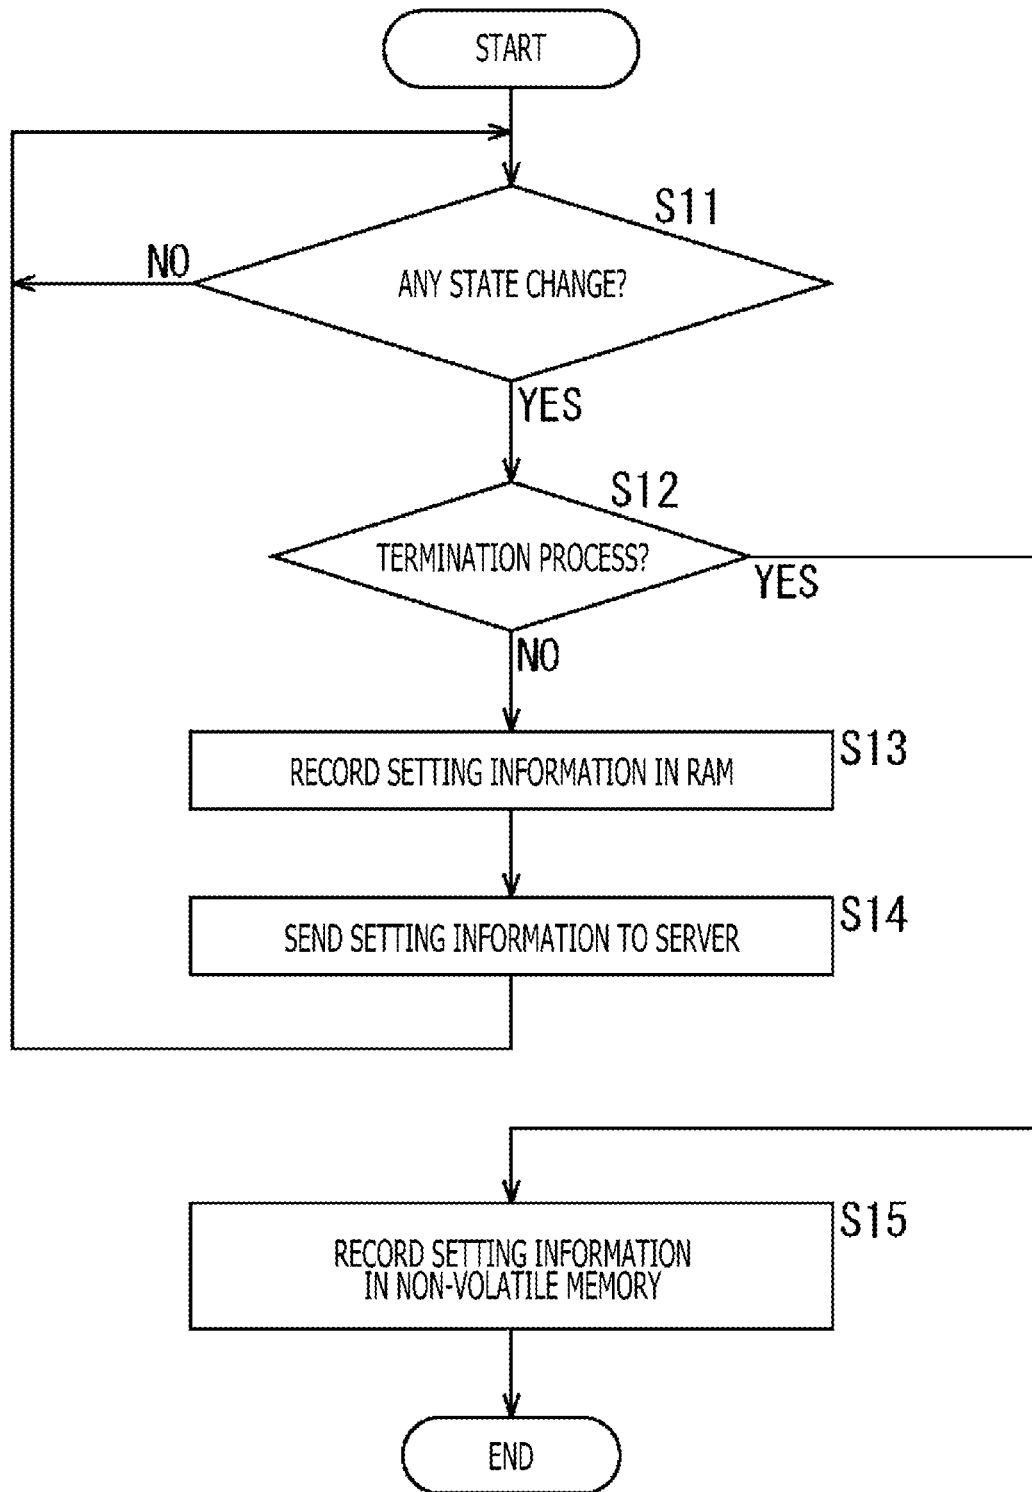 START
S11
NO
ANY STATE CHANGE?
YES
S12
TERMINATION PROCESS?
YES
NO
S13
RECORD SETTING INFORMATION IN RAM
S14
SEND SETTING INFORMATION TO SERVER
S15
RECORD SETTING INFORMATION
IN NON-VOLATILE MEMORY
END